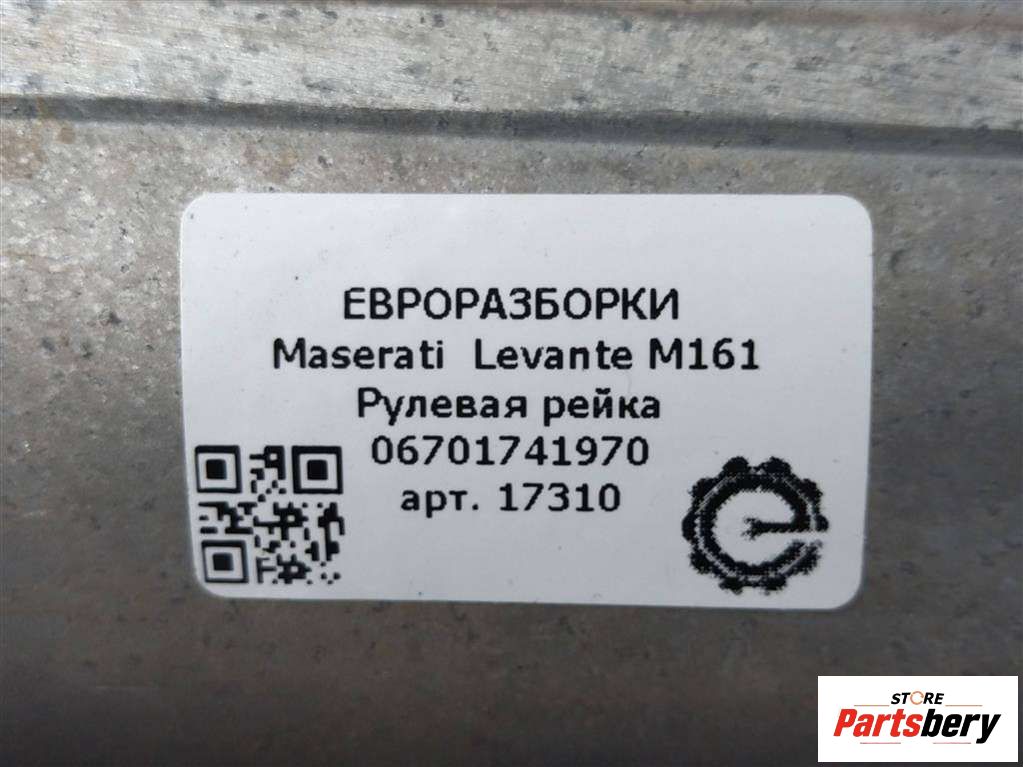 ЕВРОРАЗБОРКИ
Maserati Levante M161
Рулевая рейка
06701741970
арт. 17310
STORE
Partsbery